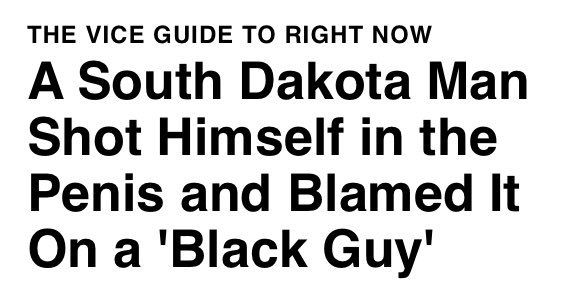 THE VICE GUIDE TO RIGHT NOW
A South Dakota Man
Shot Himself in the
Penis and Blamed It
On a 'Black Guy'